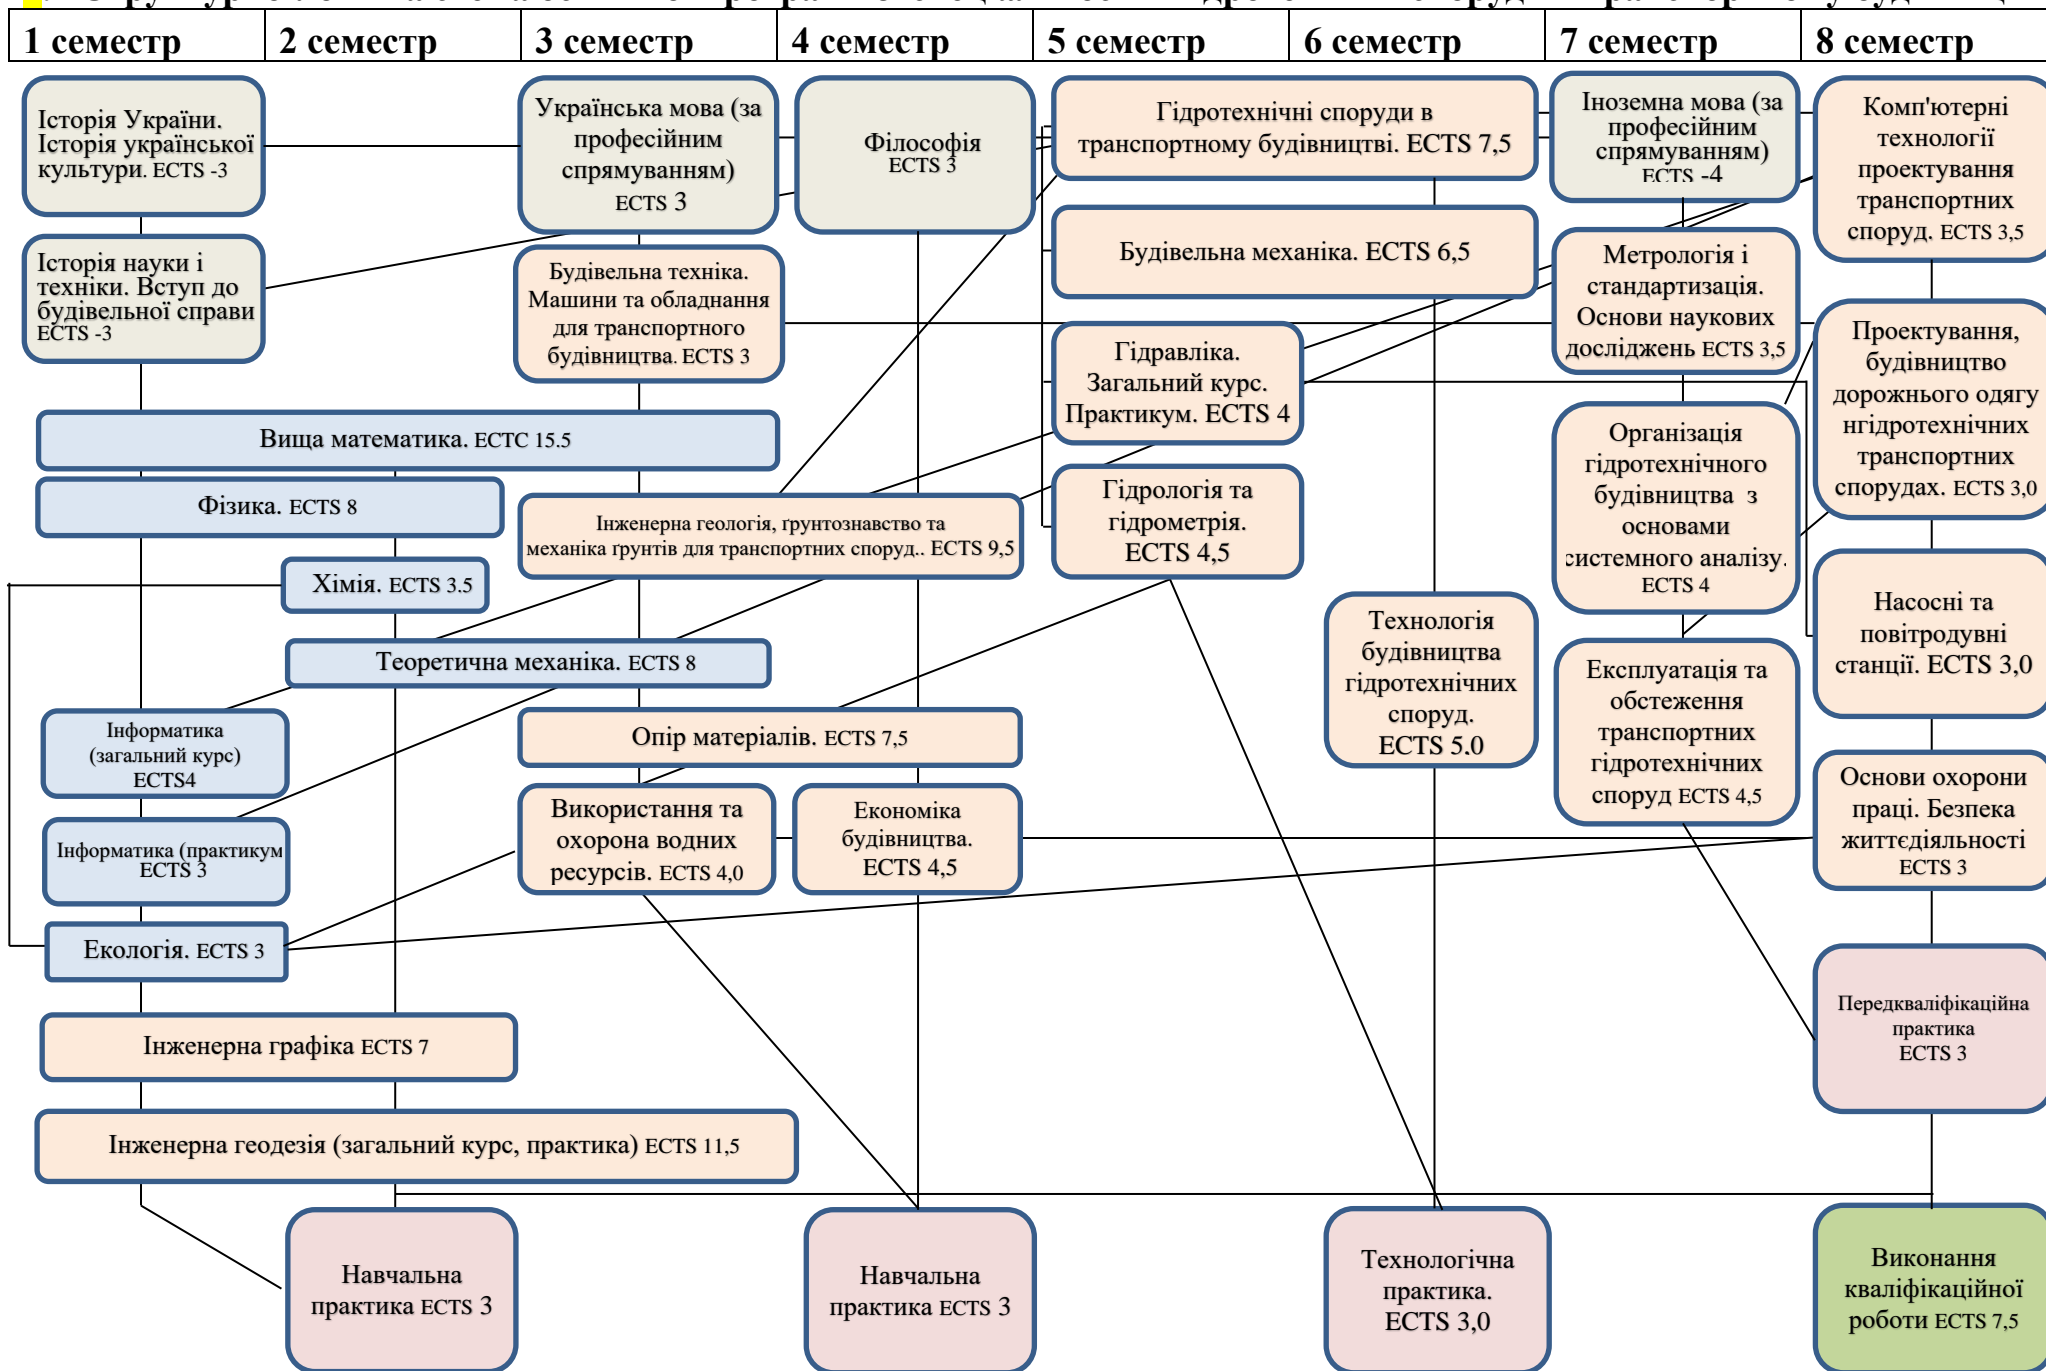 1 семестр
2 семестр
3 семестр
4 семестр
5 семестр
6 семестр
7 семестр
8 семестр
Історія України.
Історія української
культури. ECTS -3
Українська мова (за
професійним
спрямуванням)
ECTS 3
Філософія
ECTS 3
Гідротехнічні споруди в
транспортному будівництві. ECTS 7,5
Іноземна мова (за
професійним
спрямуванням)
ECTS -4
Комп'ютерні
технології
проектування
транспортних
споруд. ECTS 3,5
Історія науки і
техніки. Вступ до
будівельної справи
ECTS -3
Будівельна техніка.
Машини та обладнання
для транспортного
будівництва. ECTS 3
Будівельна механіка. ECTS 6,5
Метрологія і
стандартизація.
Основи наукових
досліджень ECTS 3,5
Гідравліка.
Загальний курс.
Практикум. ECTS 4
Проектування,
будівництво
дорожнього одягу
нгідротехнічних
транспортних
спорудах. ECTS 3,0
Вища математика. ECTC 15.5
Фізика. ECTS 8
Інженерна геологія, ґрунтознавство та
механіка ґрунтів для транспортних споруд.. ECTS 9,5
Гідрологія та
гідрометрія.
ECTS 4,5
Організація
гідротехнічного
будівництва з
основами
системного аналізу.
ECTS 4
Хімія. ECTS 3.5
Теоретична механіка. ECTS 8
Технологія
будівництва
гідротехнічних
споруд.
ECTS 5,0
Насосні та
повітродувні
станції. ECTS 3,0
Інформатика
(загальний курс)
ECTS4
Опір матеріалів. ECTS 7,5
Експлуатація та
обстеження
транспортних
гідротехнічних
споруд ECTS 4,5
Інформатика (практикум
ECTS 3
Використання та
охорона водних
ресурсів. ECTS 4,0
Економіка
будівництва.
ECTS 4,5
Основи охорони
праці. Безпека
життєдіяльності
ECTS 3
Екологія. ECTS 3
Інженерна графіка ECTS 7
Передкваліфікаційна
практика
ECTS 3
Інженерна геодезія (загальний курс, практика) ECTS 11,5
Навчальна
практика ECTS 3
Навчальна
практика ECTS 3
Технологічна
практика.
ECTS 3,0
Виконання
кваліфікаційної
роботи ECTS 7,5